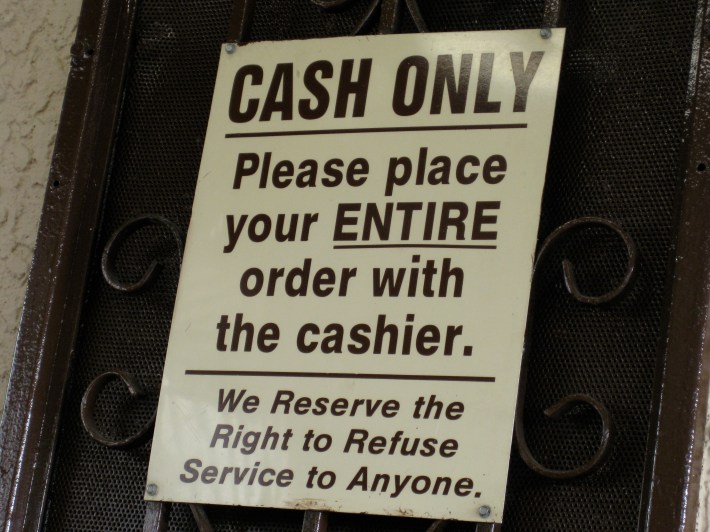 CASH ONLY
Please place
your ENTIRE
order with
the cashier.
We Reserve the
Right to Refuse
Service to Anyone.